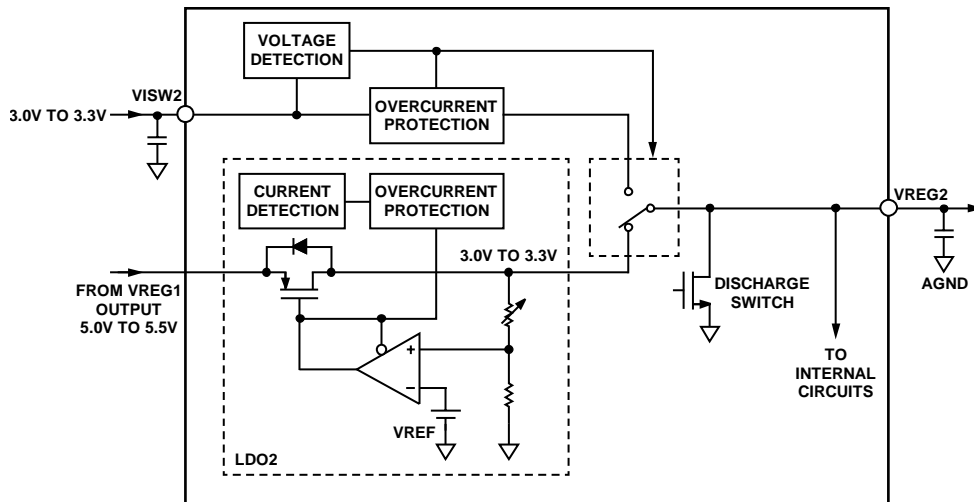 VOLTAGE
DETECTION
VISW2
3.0V TO 3.3V
OVERCURRENT
PROTECTION
CURRENT
DETECTION
OVERCURRENT
PROTECTION
VREG2
3.0V TO 3.3V
FROM VREG1
OUTPUT
5.0V TO 5.5V
DISCHARGE
SWITCH
AGND
+
–
VREF
TO
INTERNAL
CIRCUITS
LDO2